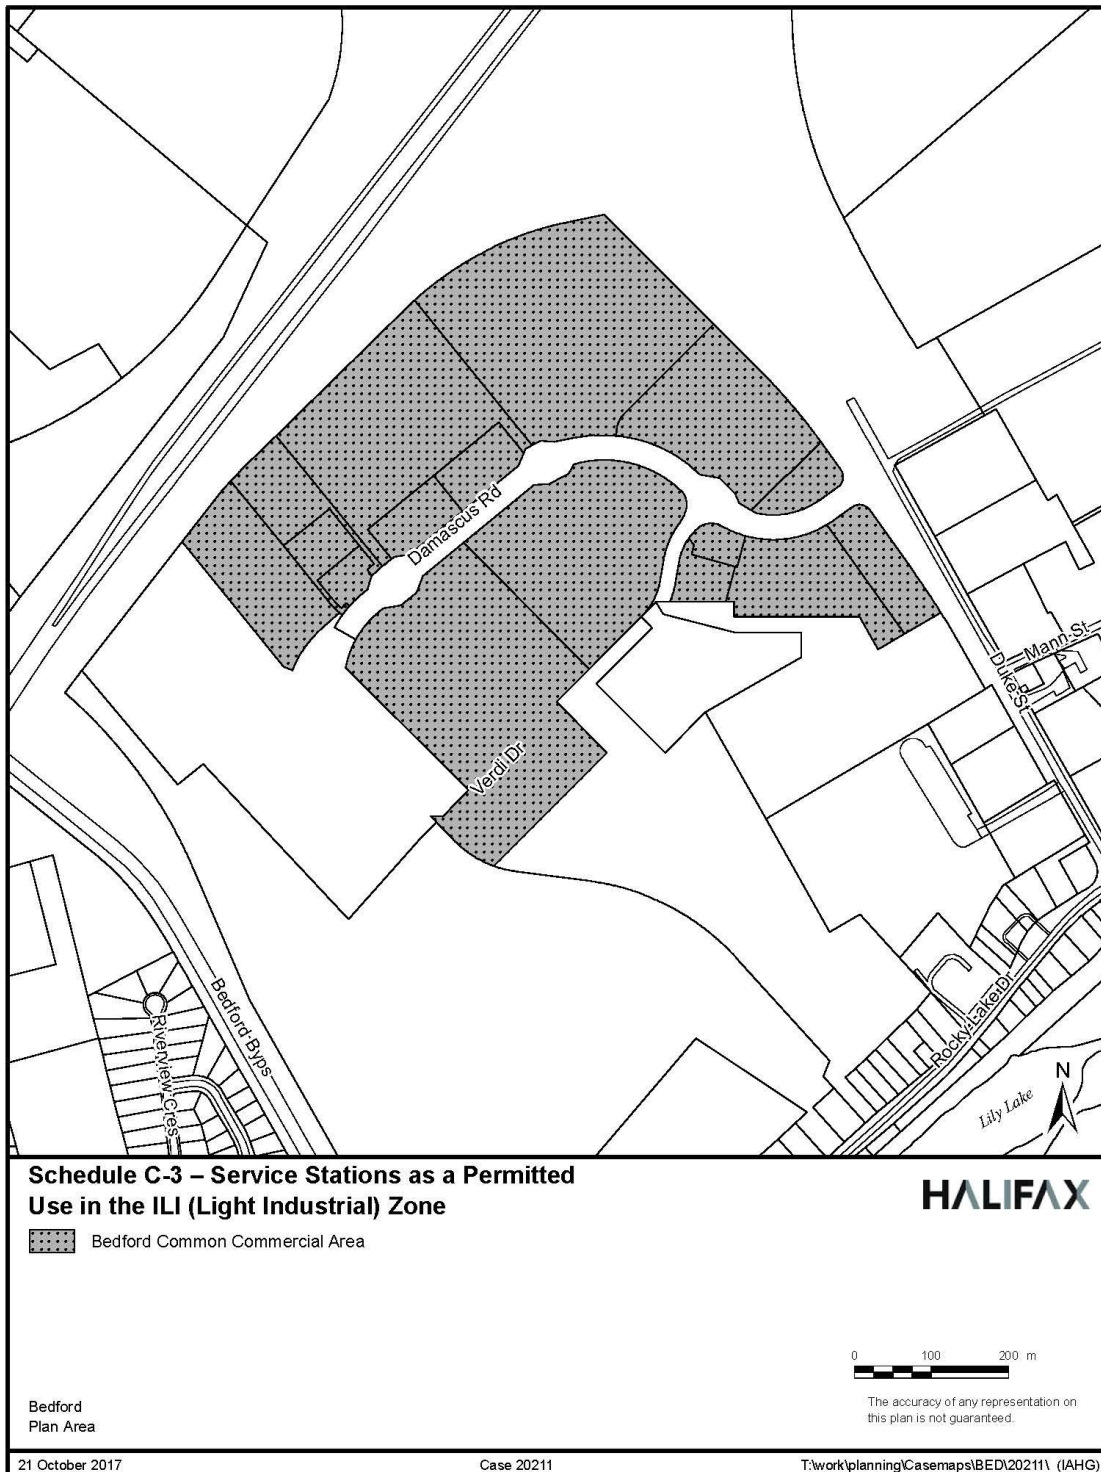 Damascus Rd
Verdi Dr
Mann St
Duke St
Bedford Byps
Riverview Cres
Rocky Lake Dr
Lily Lake
N
Schedule C-3 – Service Stations as a Permitted
Use in the ILI (Light Industrial) Zone
HALIFAX
Bedford Common Commercial Area
0 100 200 m
The accuracy of any representation on
this plan is not guaranteed.
Bedford
Plan Area
21 October 2017 Case 20211 T:\work\planning\Casemaps\BED\20211\ (IAHG)